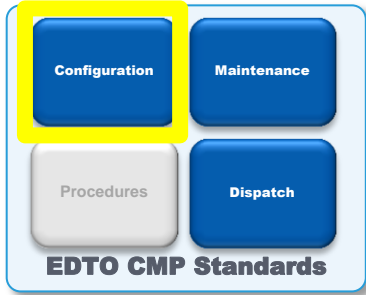 Configuration Maintenance
Procedures Dispatch
EDTO CMP Standards